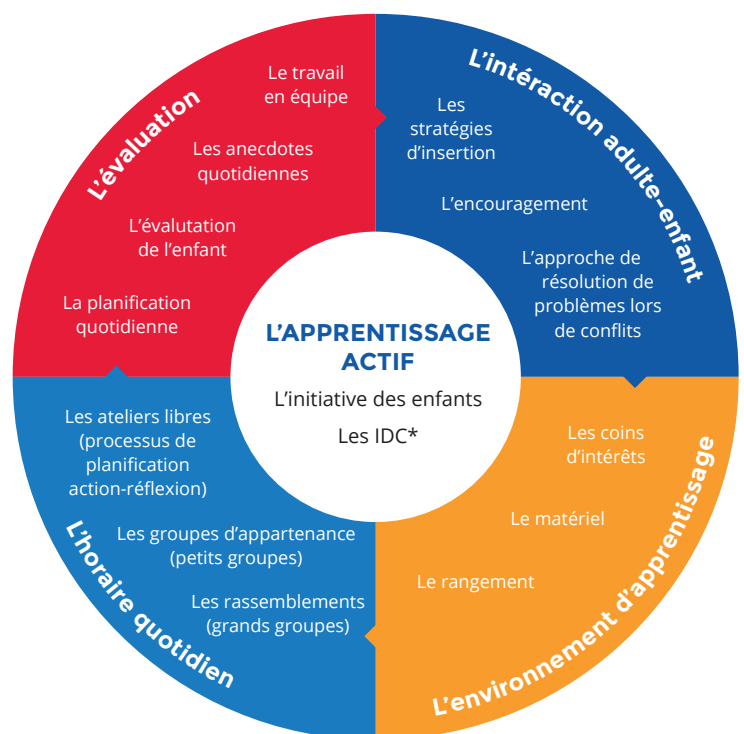 L'évaluation
Le travail
en équipe
Les anecdotes
quotidiennes
L'évalutation
de l'enfant
La planification
quotidienne
L'intéraction adulte-enfant
Les
stratégies
d'insertion
L'encouragement
L'approche de
résolution de
problèmes lors
de conflits
L'APPRENTISSAGE
ACTIF
L'initiative des enfants
Les IDC*
Les coins
d'intérêts
Le matériel
Le rangement
L'environnement d'apprentissage
Les ateliers libres
(processus de
planification
action-réflexion)
Les groupes d'appartenance
(petits groupes)
Les rassemblements
(grands groupes)
L'horaire quotidien